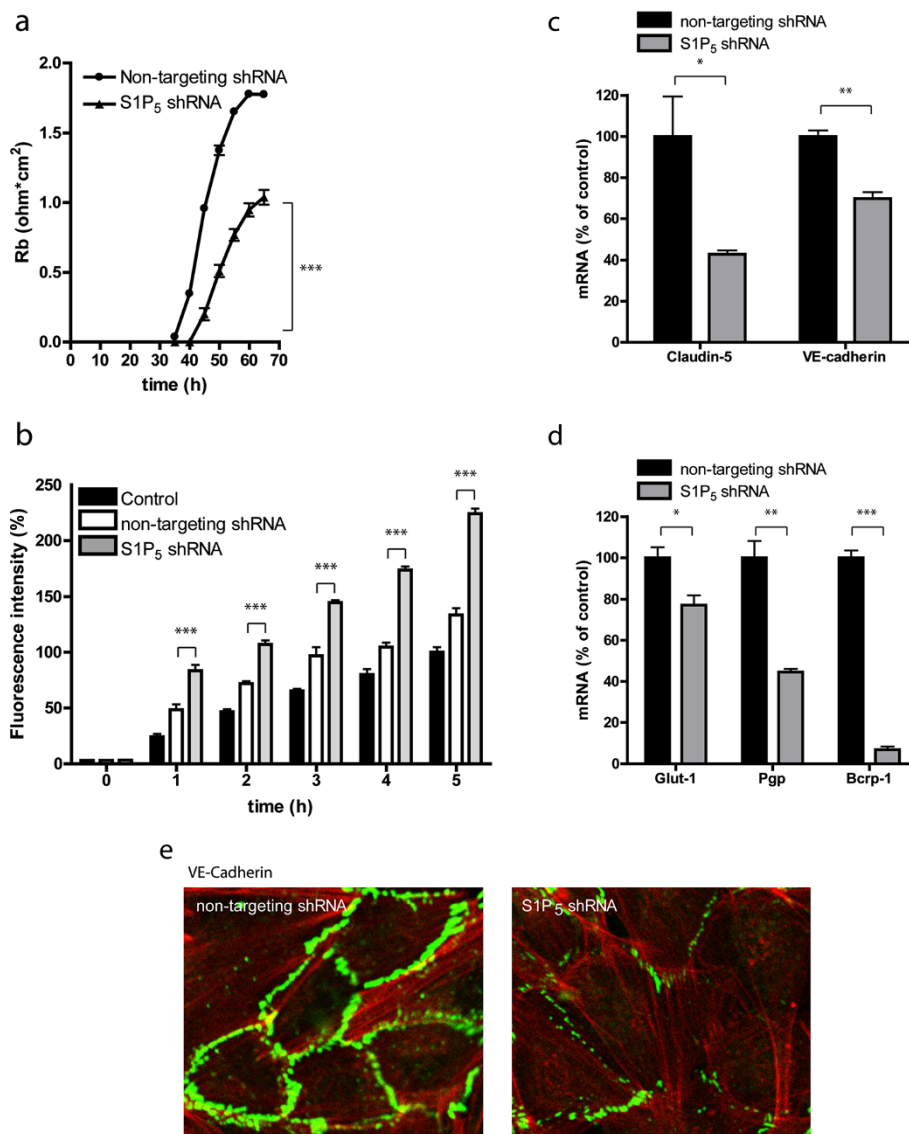 a
Non-targeting shRNA
S1P5 shRNA
2.0
1.5
1.0
0.5
0.0
Rb (ohm*cm2)
***
0 10 20 30 40 50 60 70
time (h)
b
Control
non-targeting shRNA
S1P5 shRNA
250
200
150
100
50
0
Fluorescence intensity (%)
***
***
***
***
***
0 1 2 3 4 5
time (h)
c
non-targeting shRNA
S1P5 shRNA
*
**
120
100
80
60
40
20
0
mRNA (% of control)
Claudin-5 VE-cadherin
d
non-targeting shRNA
S1P5 shRNA
* ** ***
120
100
80
60
40
20
0
mRNA (% of control)
Glut-1 Pgp Bcrp-1
e
VE-Cadherin
non-targeting shRNA
S1P5 shRNA